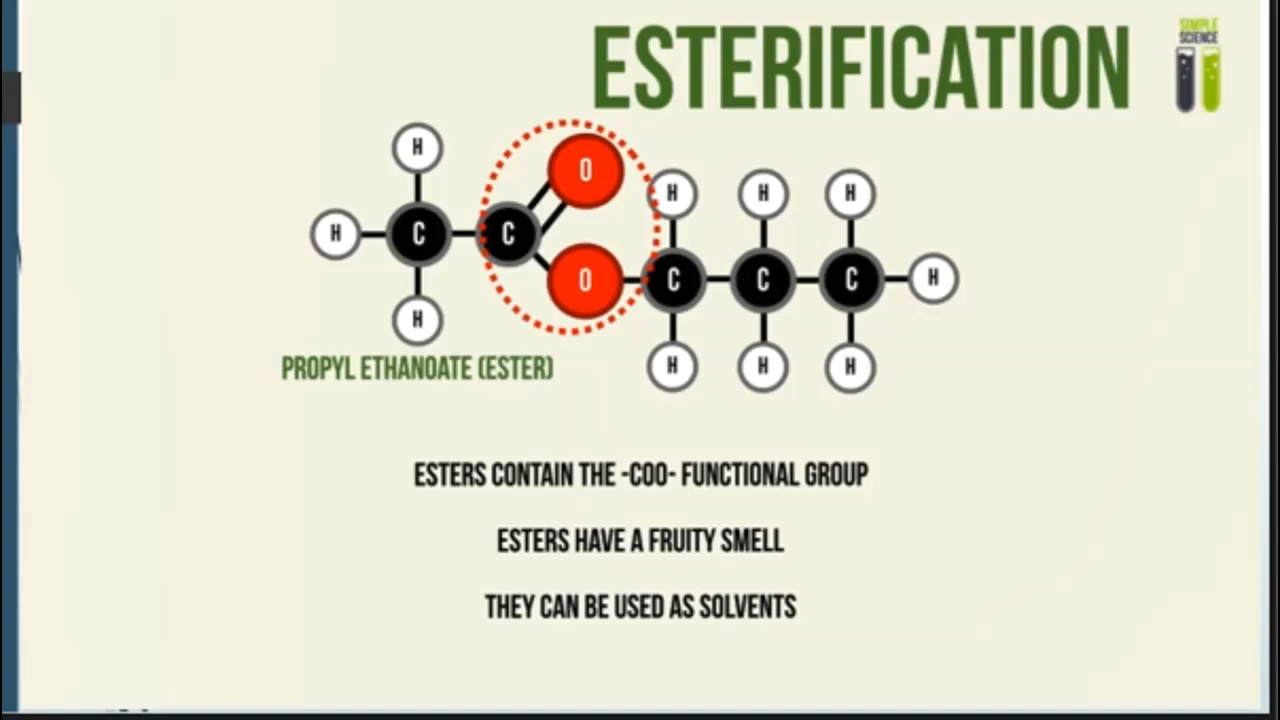 ESTERIFICATION
SIMPLE
SCIENCE
H
O
H H H
H C C
O C C C H
H
PROPYL ETHANOATE (ESTER)
H H H
ESTERS CONTAIN THE -COO- FUNCTIONAL GROUP
ESTERS HAVE A FRUITY SMELL
THEY CAN BE USED AS SOLVENTS